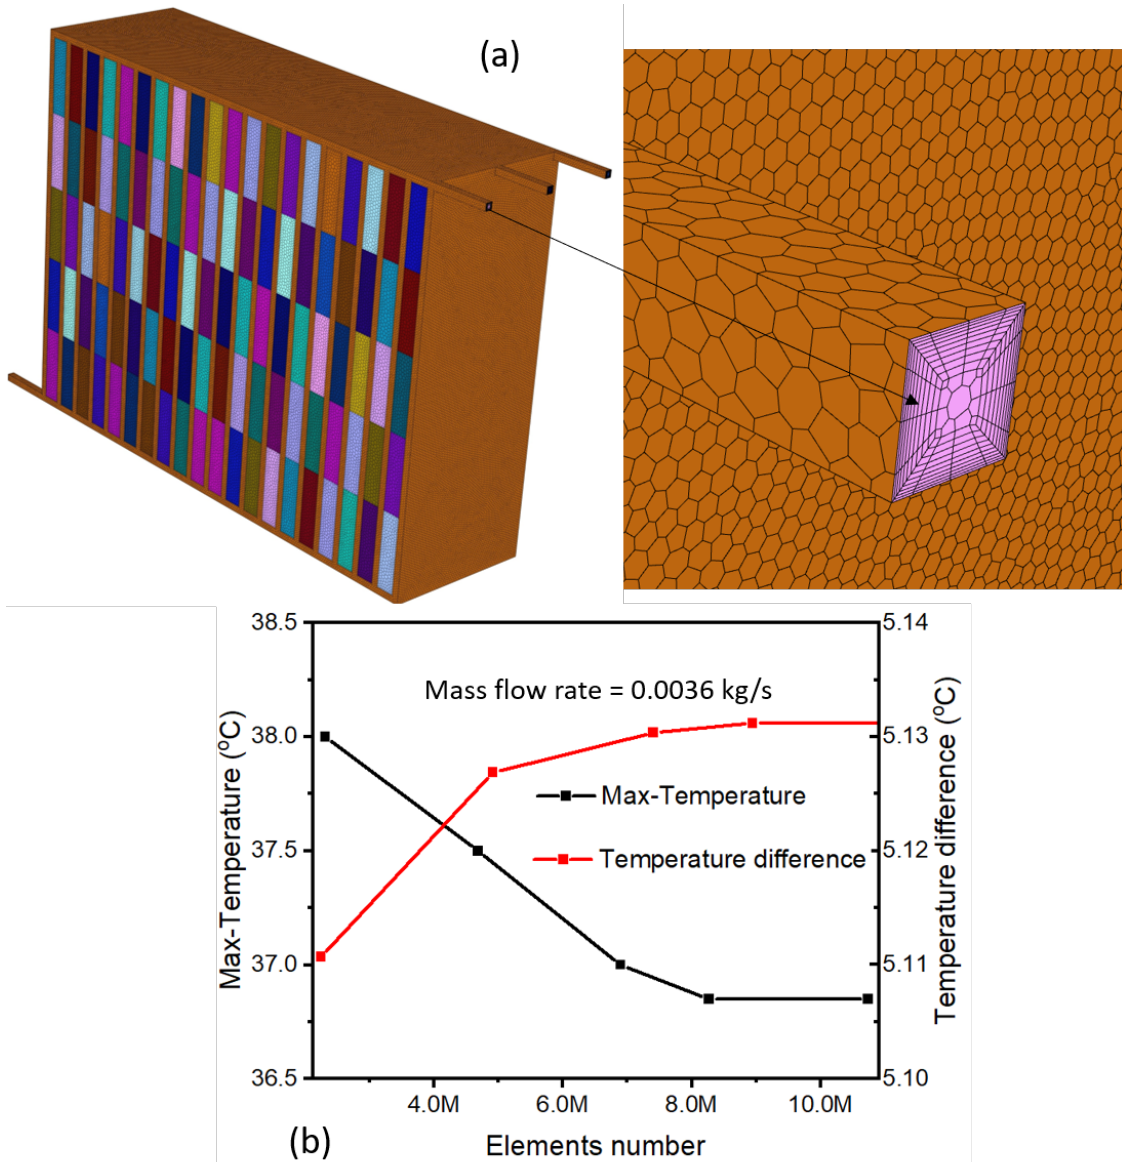 (a)
38.5
38.0
37.5
37.0
36.5
Max-Temperature (ºC)
Mass flow rate = 0.0036 kg/s
Max-Temperature
Temperature difference
5.14
5.13
5.12
5.11
5.10
Temperature difference (ºC)
4.0M 6.0M 8.0M 10.0M
Elements number
(b)